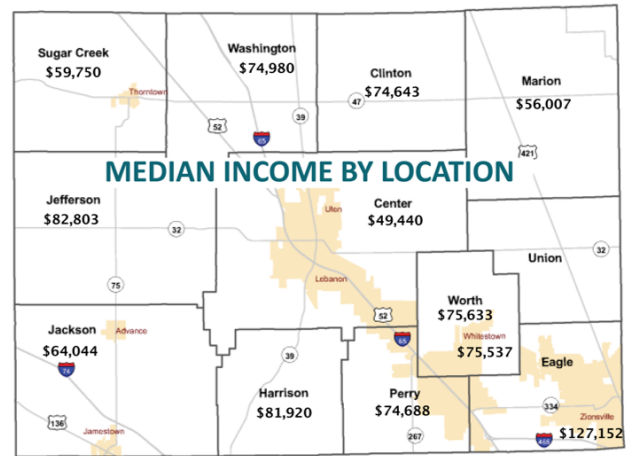 Sugar Creek
$59,750
Thorntown
Washington
$74,980
52
39
65
Clinton
$74,643
47
Marion
$56,007
421
MEDIAN INCOME BY LOCATION
Jefferson
$82,803
32
75
Center
$49,440
Ulen
Lebanon
52
Union
32
Worth
$75,633
Whitestown
$75,537
Jackson
$64,044
Advance
74
136
Jamestown
39
Harrison
$81,920
65
Perry
$74,688
267
Eagle
334
Zionsville
$127,152
465